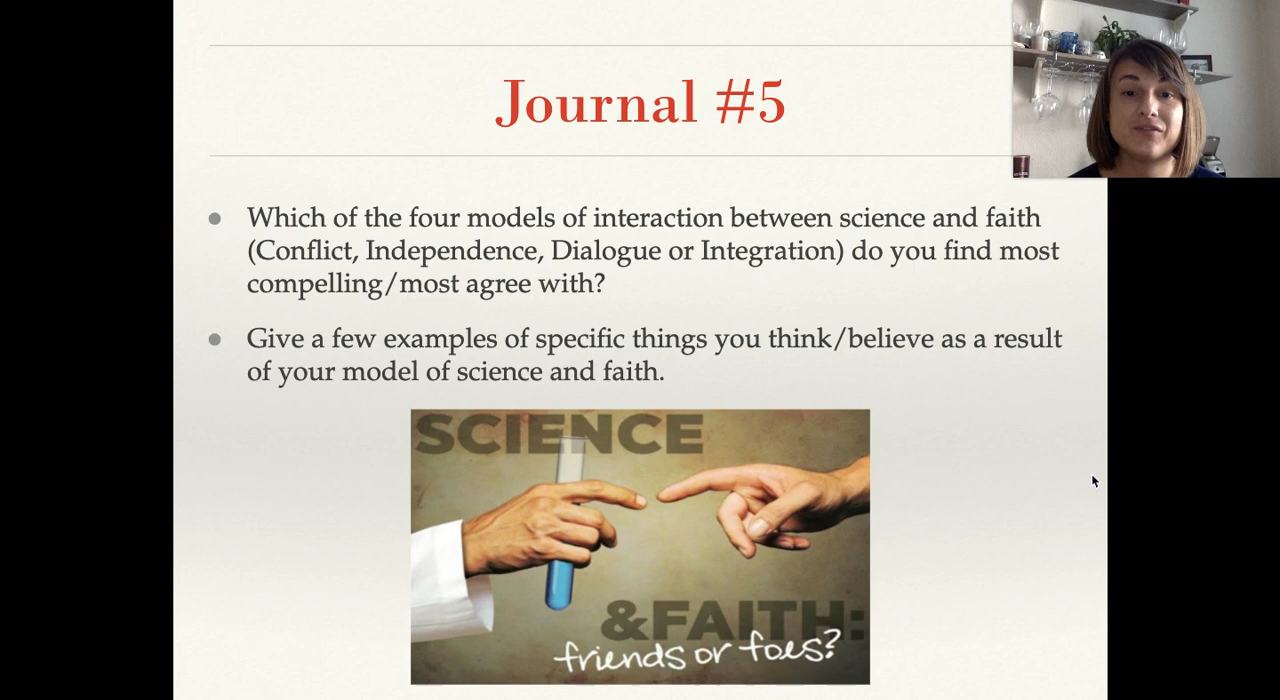 Journal #5
Which of the four models of interaction between science and faith
(Conflict, Independence, Dialogue or Integration) do you find most
compelling/most agree with?
Give a few examples of specific things you think/believe as a result
of your model of science and faith.
SCIENCE
&FAITH:
friends or foes?